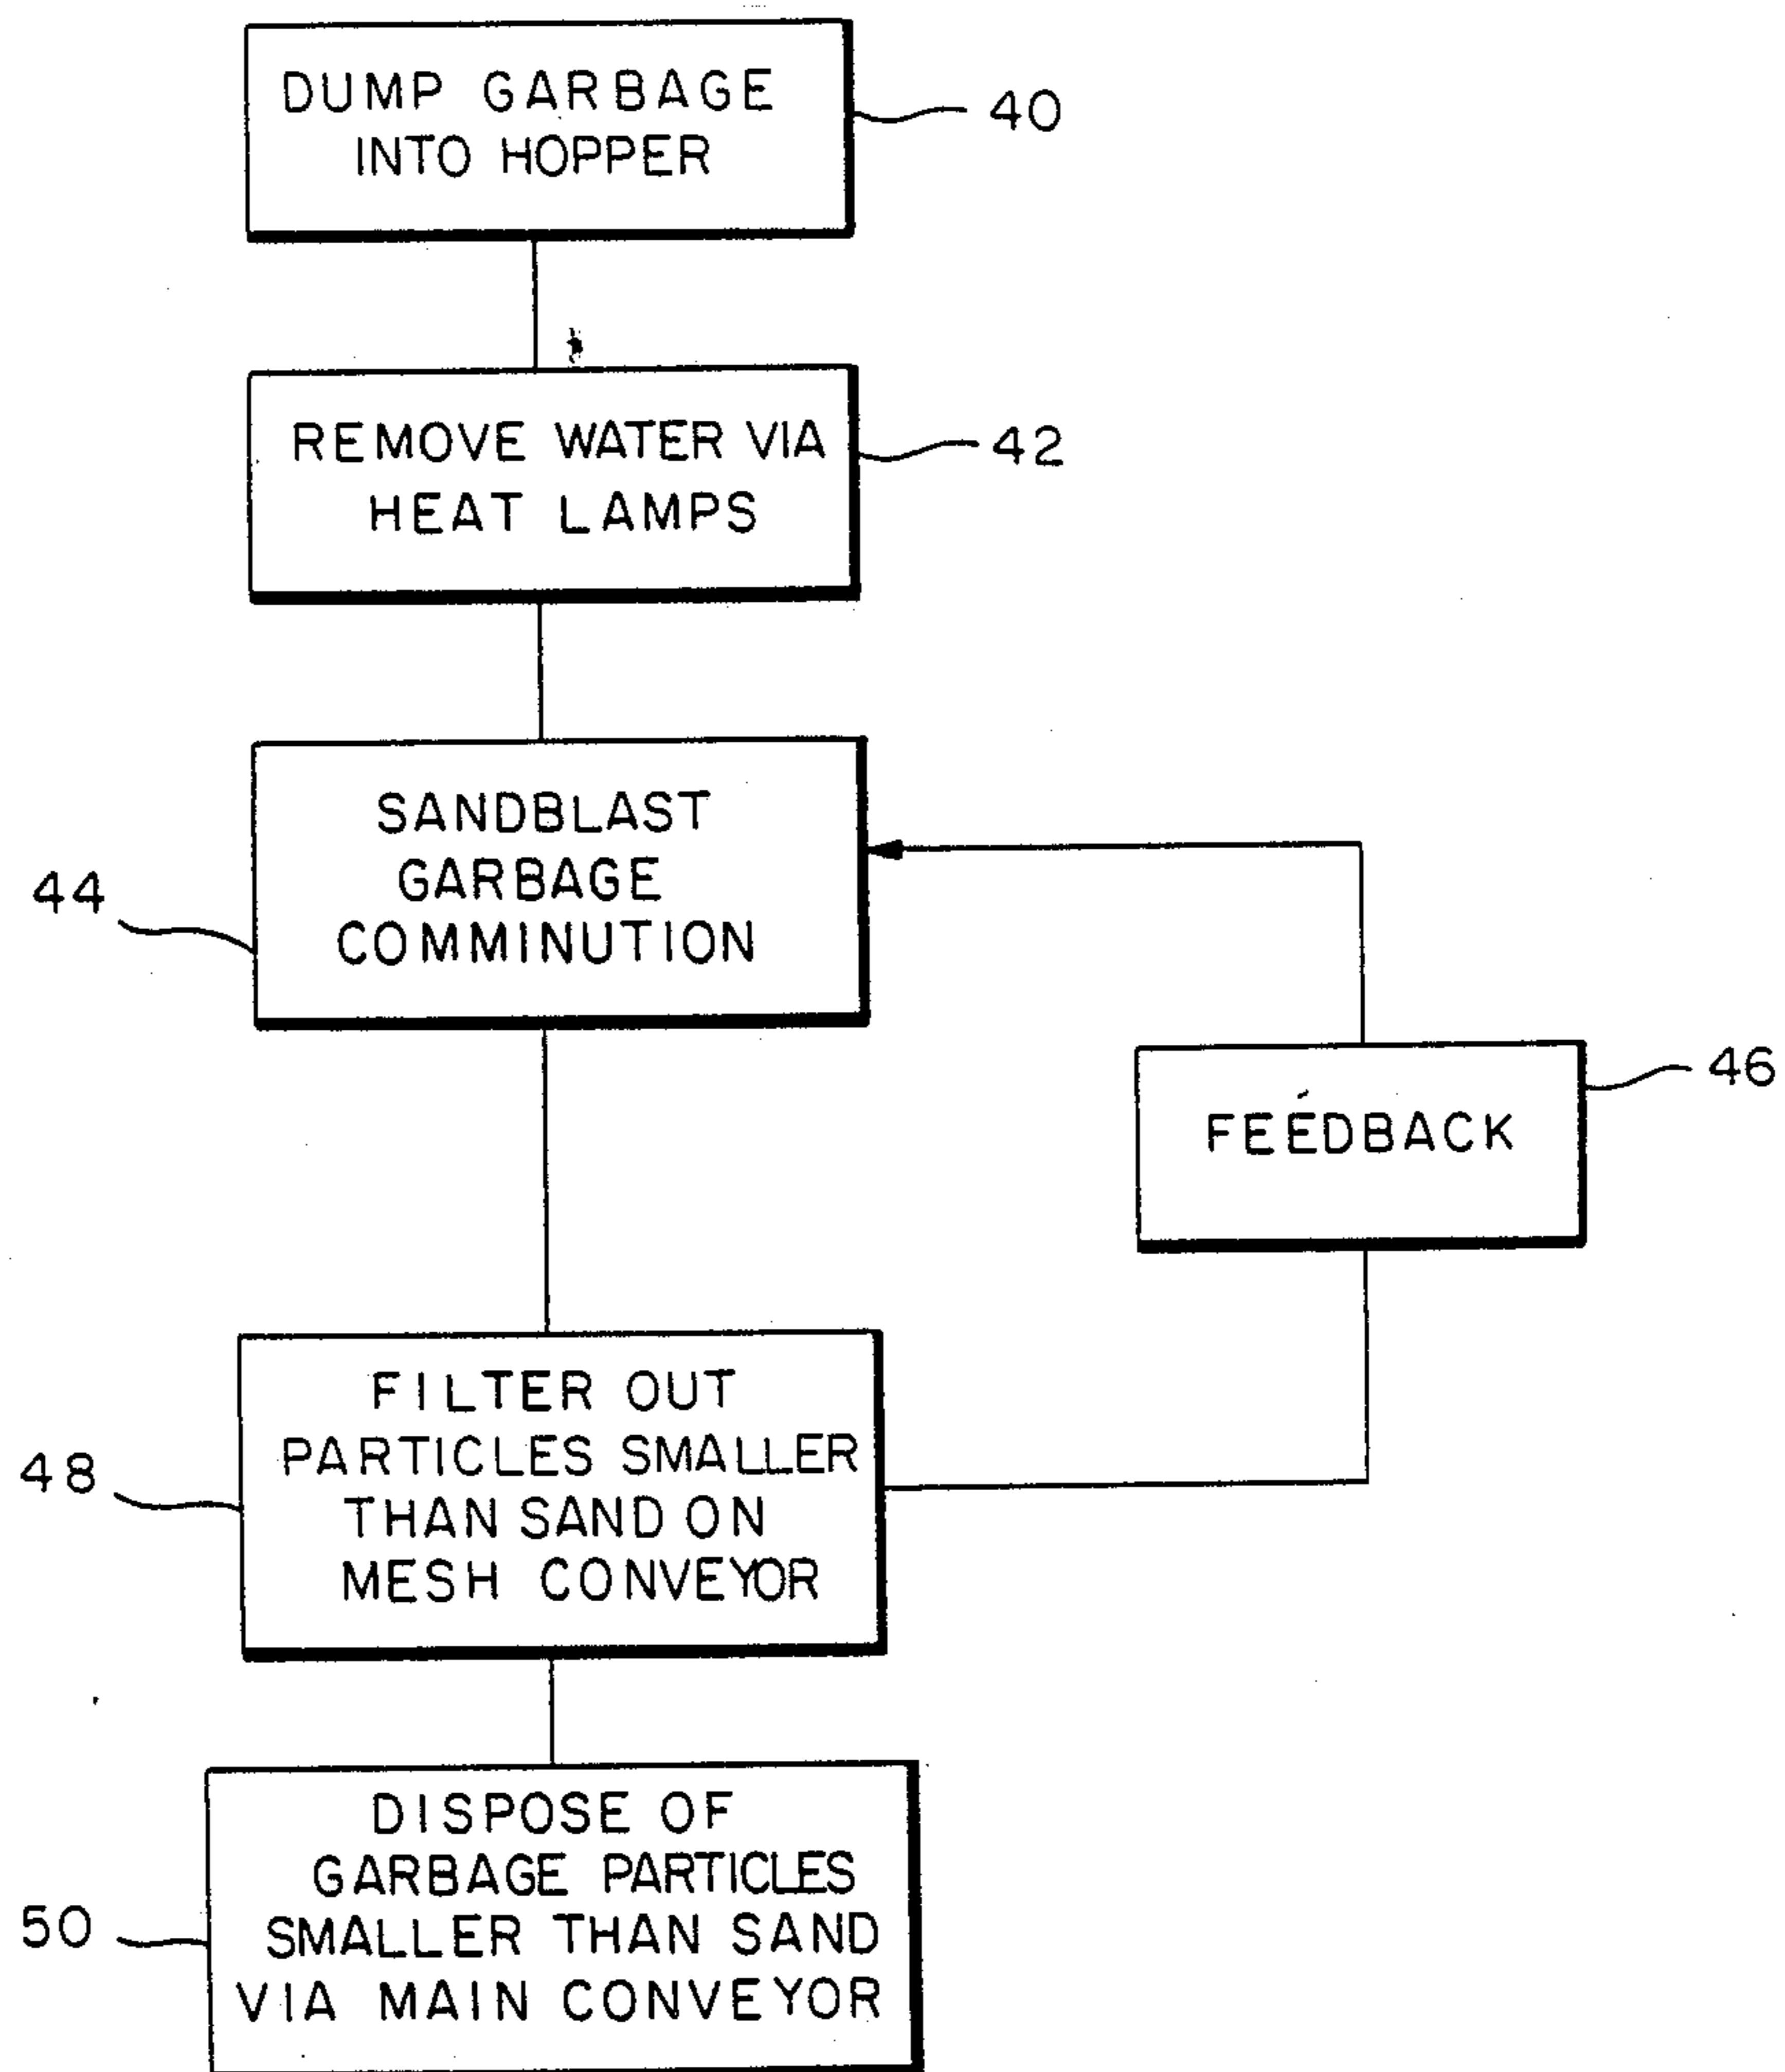 DUMP GARBAGE
INTO HOPPER
40
REMOVE WATER VIA
HEAT LAMPS
42
SANDBLAST
GARBAGE
COMMINUTION
44
FEEDBACK
46
FILTER OUT
PARTICLES SMALLER
THAN SAND ON
MESH CONVEYOR
48
DISPOSE OF
GARBAGE PARTICLES
SMALLER THAN SAND
VIA MAIN CONVEYOR
50